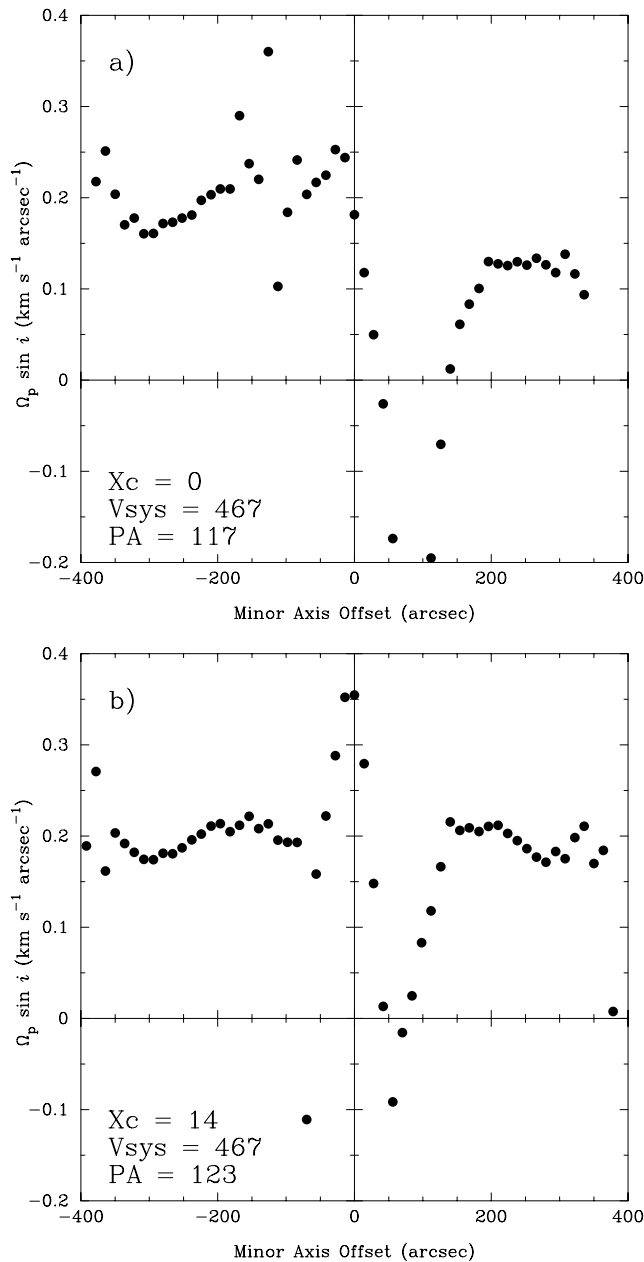 a)
0.4
0.3
0.2
0.1
0
−0.1
−0.2
Ωp sin i (km s−1 arcsec−1)
Xc = 0
Vsys = 467
PA = 117
−400 −200 0 200 400
Minor Axis Offset (arcsec)
b)
0.4
0.3
0.2
0.1
0
−0.1
−0.2
Ωp sin i (km s−1 arcsec−1)
Xc = 14
Vsys = 467
PA = 123
−400 −200 0 200 400
Minor Axis Offset (arcsec)